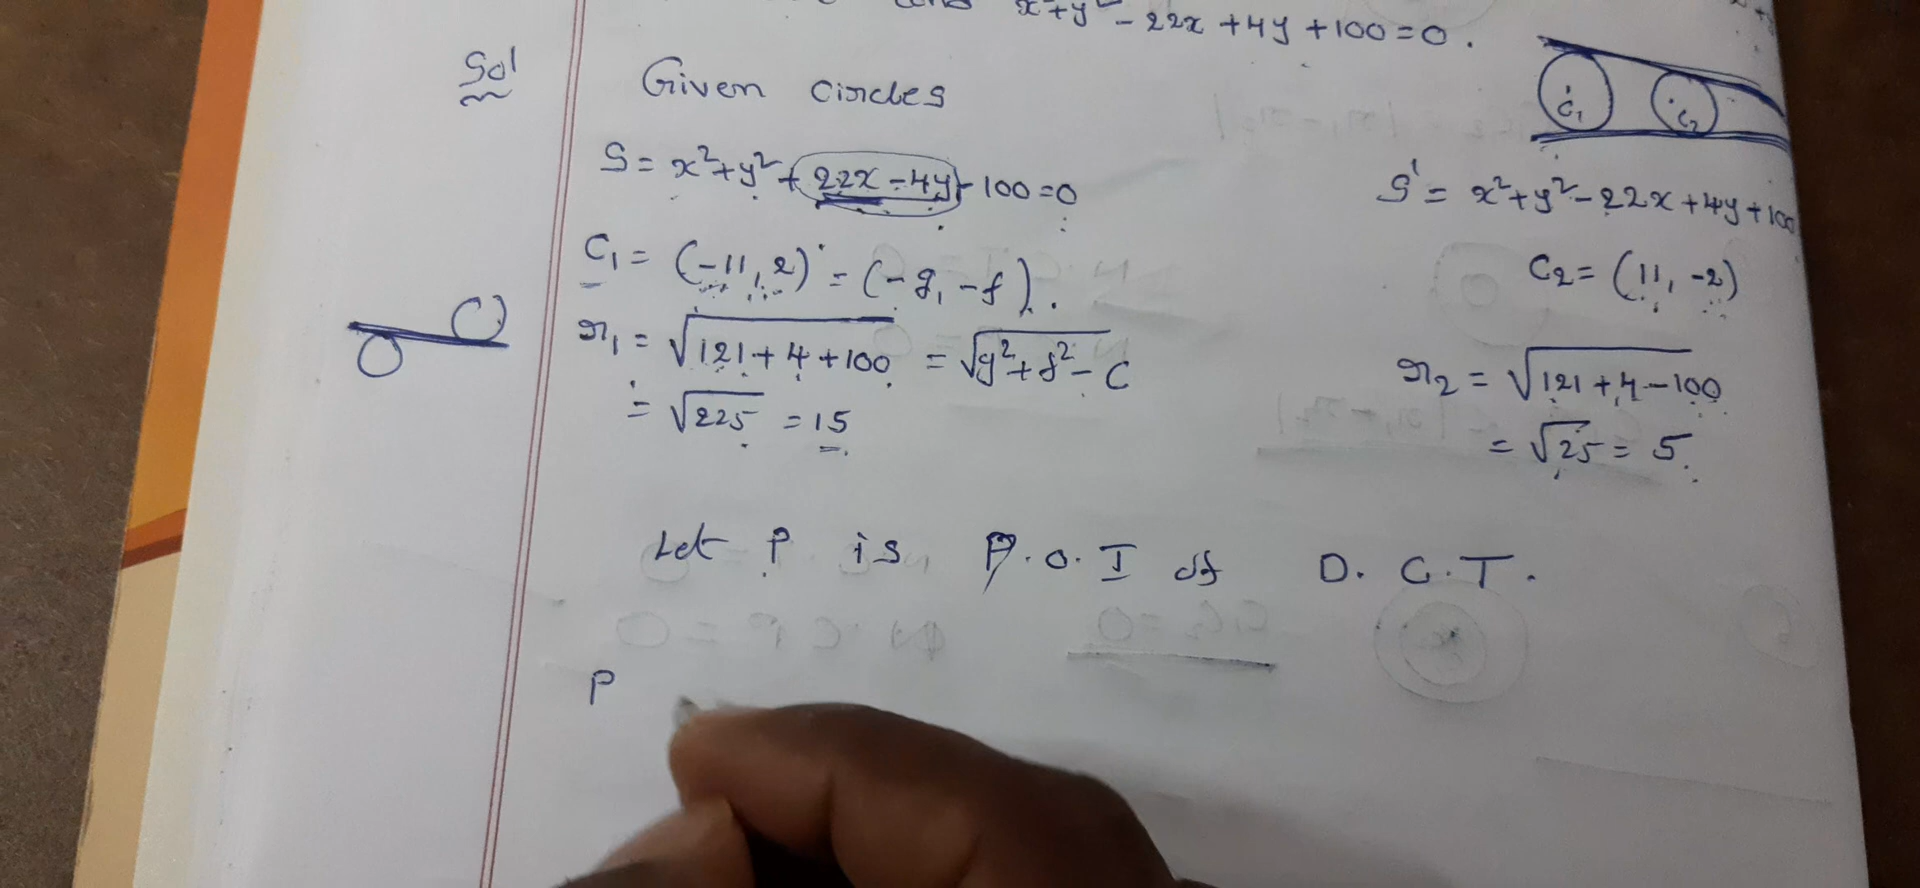 x²+y²-22x+4y+100=0.
Sol
Given circles
C₁
C₂
S = x²+y²+22x-4y-100=0
S' = x²+y²-22x+4y+100
C₁ = (-11, 2) = (-g, -f).
C₂ = (11, -2)
r₁ = √121+4+100 = √g²+f²-C
r₂ = √121+4-100
= √225 = 15
= √25 = 5.
Let P is P.O.I of D.C.T.
P